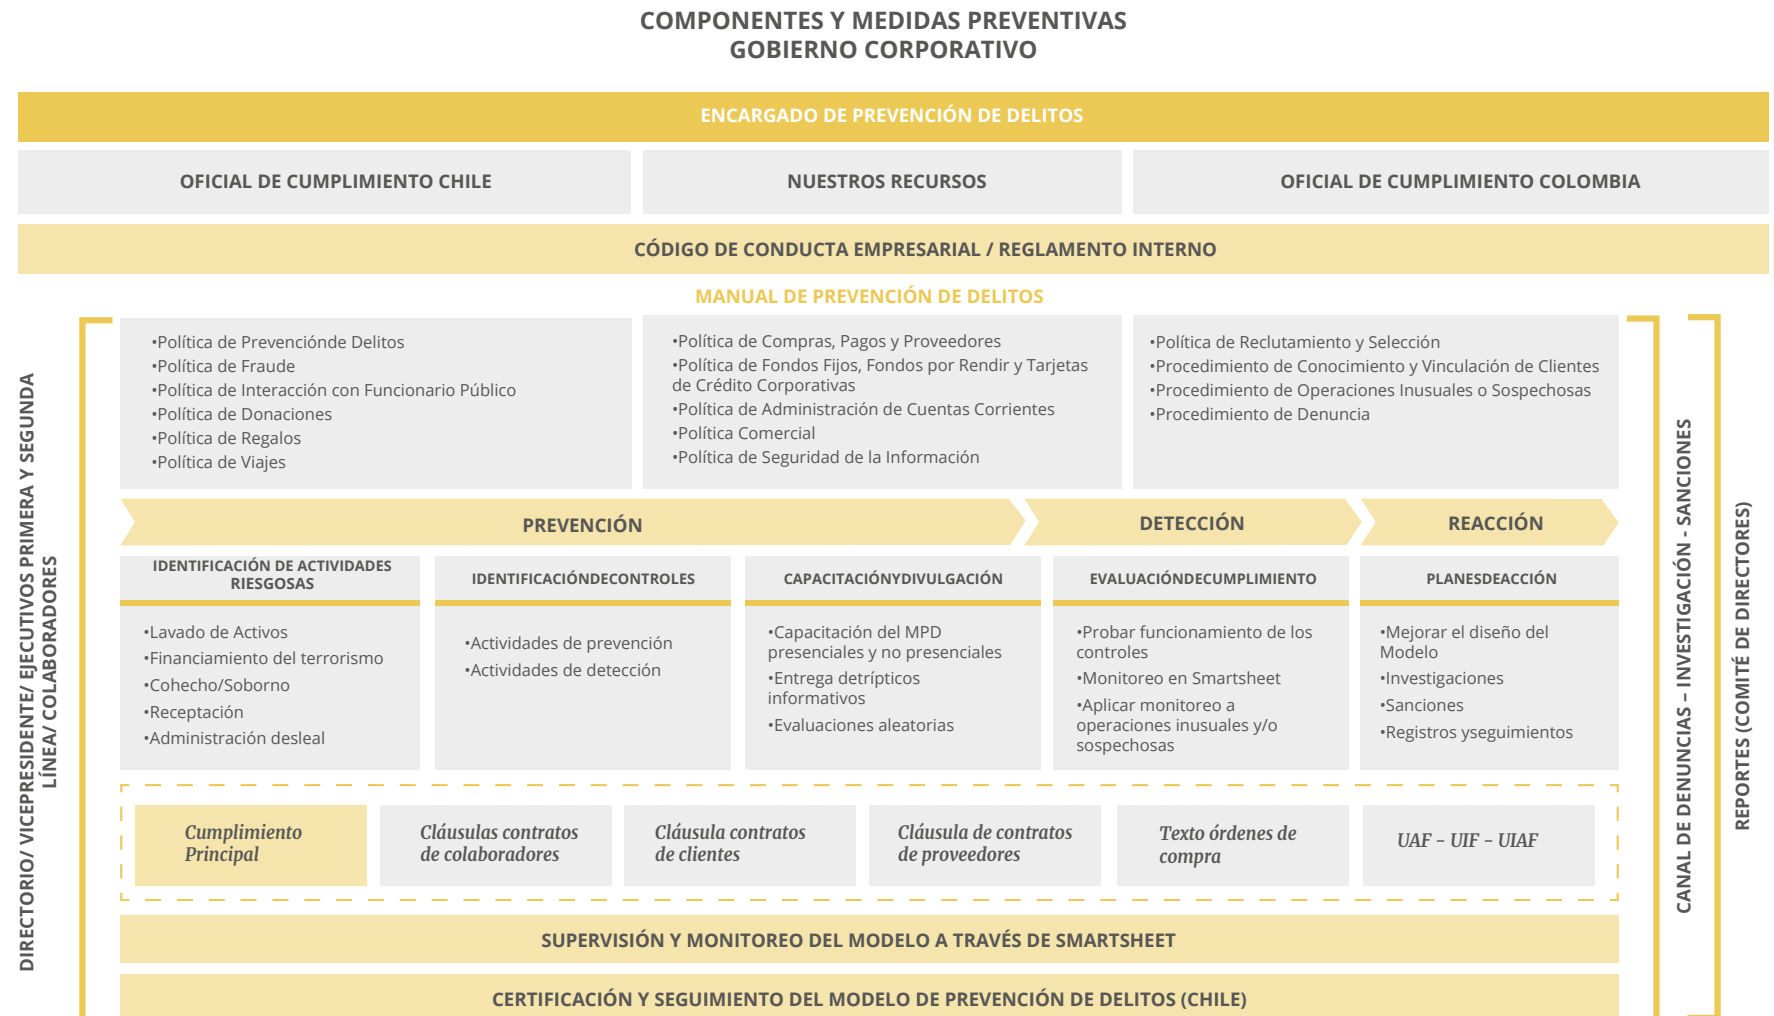 COMPONENTES Y MEDIDAS PREVENTIVAS
GOBIERNO CORPORATIVO
ENCARGADO DE PREVENCIÓN DE DELITOS
OFICIAL DE CUMPLIMIENTO CHILE
NUESTROS RECURSOS
OFICIAL DE CUMPLIMIENTO COLOMBIA
CÓDIGO DE CONDUCTA EMPRESARIAL / REGLAMENTO INTERNO
MANUAL DE PREVENCIÓN DE DELITOS
DIRECTORIO/ VICEPRESIDENTE/ EJECUTIVOS PRIMERA Y SEGUNDA
LÍNEA/ COLABORADORES
•Política de Prevenciónde Delitos
•Política de Fraude
•Política de Interacción con Funcionario Público
•Política de Donaciones
•Política de Regalos
•Política de Viajes
•Política de Compras, Pagos y Proveedores
•Política de Fondos Fijos, Fondos por Rendir y Tarjetas
de Crédito Corporativas
•Política de Administración de Cuentas Corrientes
•Política Comercial
•Política de Seguridad de la Información
•Política de Reclutamiento y Selección
•Procedimiento de Conocimiento y Vinculación de Clientes
•Procedimiento de Operaciones Inusuales o Sospechosas
•Procedimiento de Denuncia
PREVENCIÓN
DETECCIÓN
REACCIÓN
IDENTIFICACIÓN DE ACTIVIDADES
RIESGOSAS
•Lavado de Activos
•Financiamiento del terrorismo
•Cohecho/Soborno
•Receptación
•Administración desleal
IDENTIFICACIÓNDECONTROLES
•Actividades de prevención
•Actividades de detección
CAPACITACIÓNYDIVULGACIÓN
•Capacitación del MPD
presenciales y no presenciales
•Entrega detrípticos
informativos
•Evaluaciones aleatorias
EVALUACIÓNDECUMPLIMIENTO
•Probar funcionamiento de los
controles
•Monitoreo en Smartsheet
•Aplicar monitoreo a
operaciones inusuales y/o
sospechosas
PLANESDEACCIÓN
•Mejorar el diseño del
Modelo
•Investigaciones
•Sanciones
•Registros yseguimientos
Cumplimiento
Principal
Cláusulas contratos
de colaboradores
Cláusula contratos
de clientes
Cláusula de contratos
de proveedores
Texto órdenes de
compra
UAF – UIF – UIAF
SUPERVISIÓN Y MONITOREO DEL MODELO A TRAVÉS DE SMARTSHEET
CERTIFICACIÓN Y SEGUIMIENTO DEL MODELO DE PREVENCIÓN DE DELITOS (CHILE)
CANAL DE DENUNCIAS – INVESTIGACIÓN - SANCIONES
REPORTES (COMITÉ DE DIRECTORES)